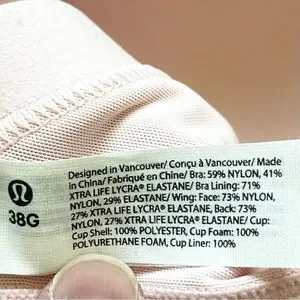 Designed in Vancouver/ Conçu à Vancouver/ Made
in China/ Fabriqué en Chine/ Bra: 59% NYLON, 41%
XTRA LIFE LYCRA® ELASTANE/ Bra Lining: 71%
NYLON, 29% ELASTANE/ Wing: Face: 73% NYLON,
27% XTRA LIFE LYCRA® ELASTANE, Back: 73%
NYLON, 27% XTRA LIFE LYCRA® ELASTANE/ Cup:
Cup Shell: 100% POLYESTER, Cup Foam: 100%
POLYURETHANE FOAM, Cup Liner: 100%
38G